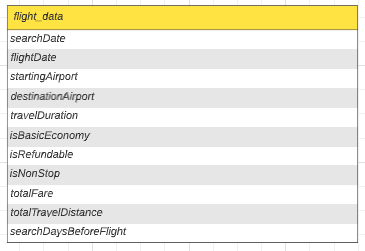 flight_data
searchDate
flightDate
startingAirport
destinationAirport
travelDuration
isBasicEconomy
isRefundable
isNonStop
totalFare
totalTravelDistance
searchDaysBeforeFlight